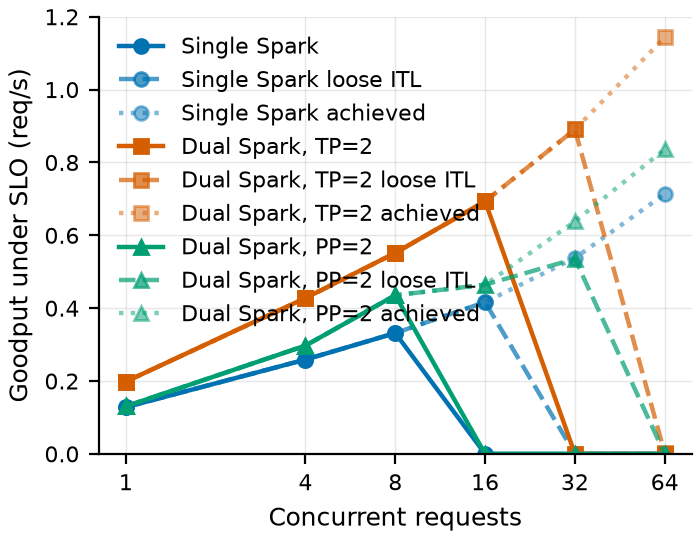 1.2
1.0
0.8
0.6
0.4
0.2
0.0
Goodput under SLO (req/s)
Single Spark
Single Spark loose ITL
Single Spark achieved
Dual Spark, TP=2
Dual Spark, TP=2 loose ITL
Dual Spark, TP=2 achieved
Dual Spark, PP=2
Dual Spark, PP=2 loose ITL
Dual Spark, PP=2 achieved
1 4 8 16 32 64
Concurrent requests